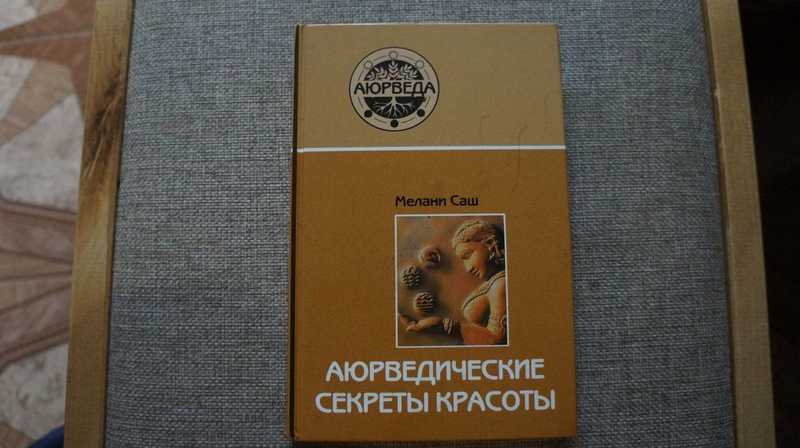 АЮРВЕДА
Мелани Саш
АЮРВЕДИЧЕСКИЕ
СЕКРЕТЫ КРАСОТЫ